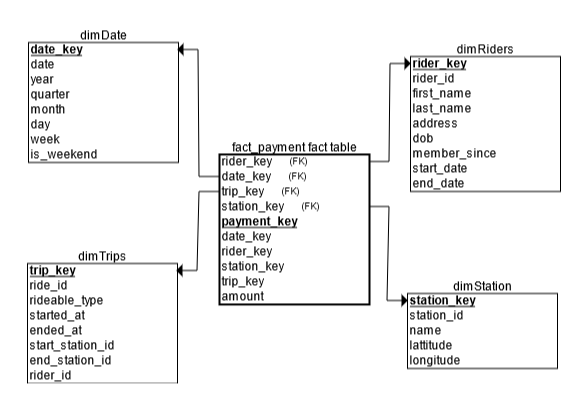 dimDate
date_key
date
year
quarter
month
day
week
is_weekend
dimRiders
rider_key
rider_id
first_name
last_name
address
dob
member_since
start_date
end_date
fact_payment fact table
rider_key (FK)
date_key (FK)
trip_key (FK)
station_key (FK)
payment_key
date_key
rider_key
station_key
trip_key
amount
dimTrips
trip_key
ride_id
rideable_type
started_at
ended_at
start_station_id
end_station_id
rider_id
dimStation
station_key
station_id
name
lattitude
longitude